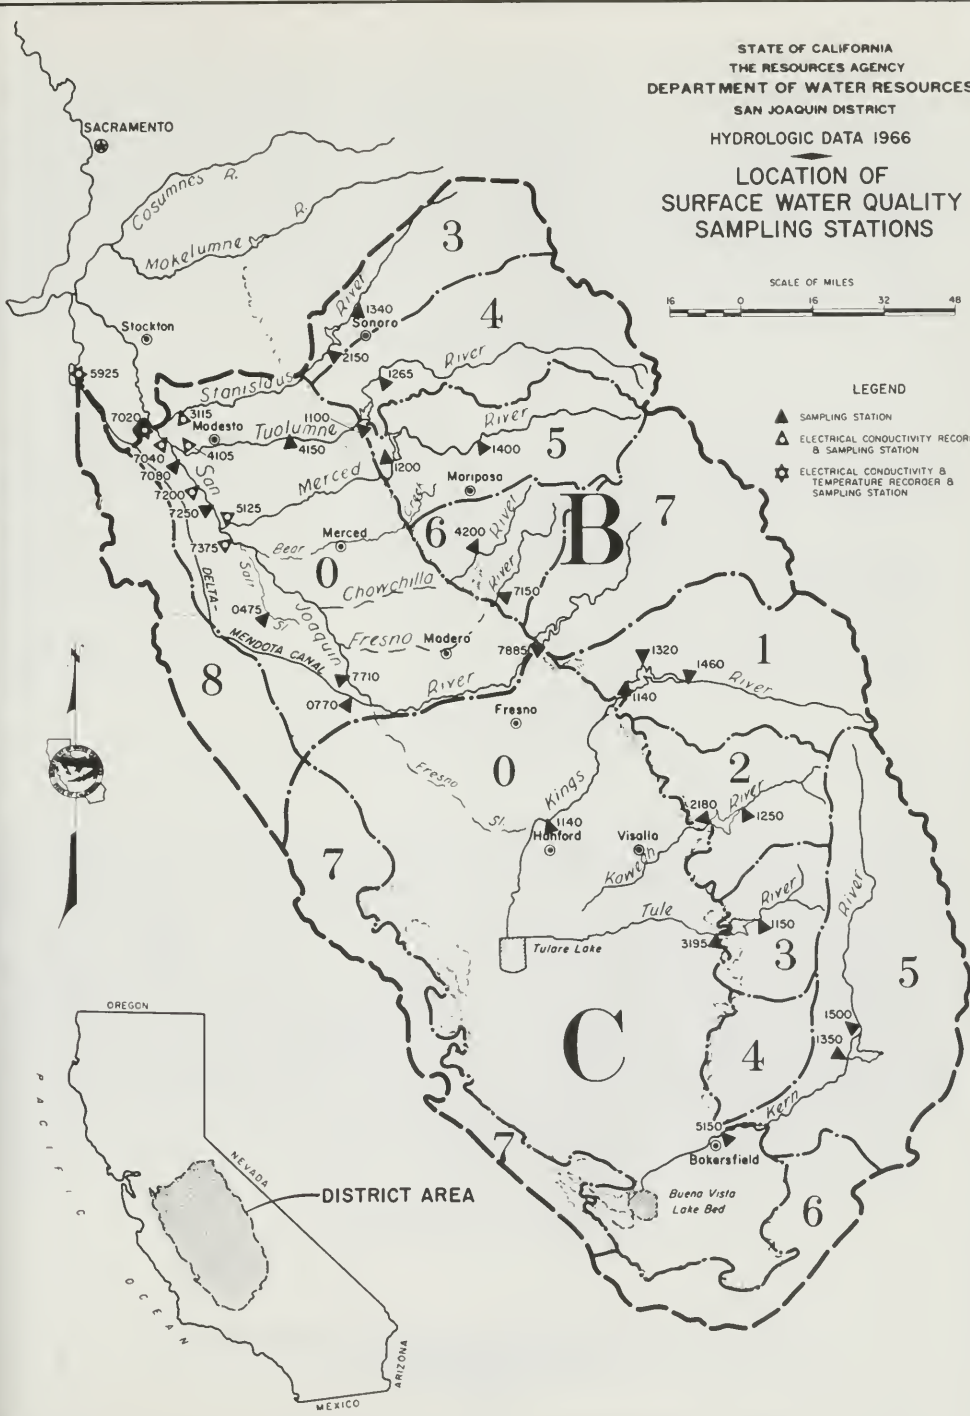 STATE OF CALIFORNIA
THE RESOURCES AGENCY
DEPARTMENT OF WATER RESOURCES
SAN JOAQUIN DISTRICT
HYDROLOGIC DATA 1966
LOCATION OF
SURFACE WATER QUALITY
SAMPLING STATIONS
SCALE OF MILES
16 0 16 32 48
LEGEND
SAMPLING STATION
ELECTRICAL CONDUCTIVITY RECOR
& SAMPLING STATION
ELECTRICAL CONDUCTIVITY &
TEMPERATURE RECORDER &
SAMPLING STATION
SACRAMENTO
Cosumnes R.
Mokelumne R.
3
4
River
1340
Sonora
2150
Stockton
5925
Stanislaus
1265
River
7020
3115
Modesto
1100
Tuolumne
River
5
4105
4150
1400
7040
7080
San
Merced
1200
Mariposa
7200
7250
5125
Creek
B
7
7375
Bear
Merced
6
4200
River
0
Salt
Chowchilla
DELTA-
0475
Sl.
Joaquin
River
7150
MENDOTA CANAL
Fresno
Madera
7885
8
1320
1460
1
7710
River
1140
River
0770
Fresno
0
Kings
2
Fresno
Sl.
2180
River
1250
1140
Hanford
Visalia
7
Kaweah
River
River
Tule
1150
3195
3
Tulare Lake
5
C
1500
1350
4
Kern
5150
Bakersfield
7
Buena Vista
Lake Bed
6
OREGON
PACIFIC
OCEAN
NEVADA
DISTRICT AREA
ARIZONA
MEXICO